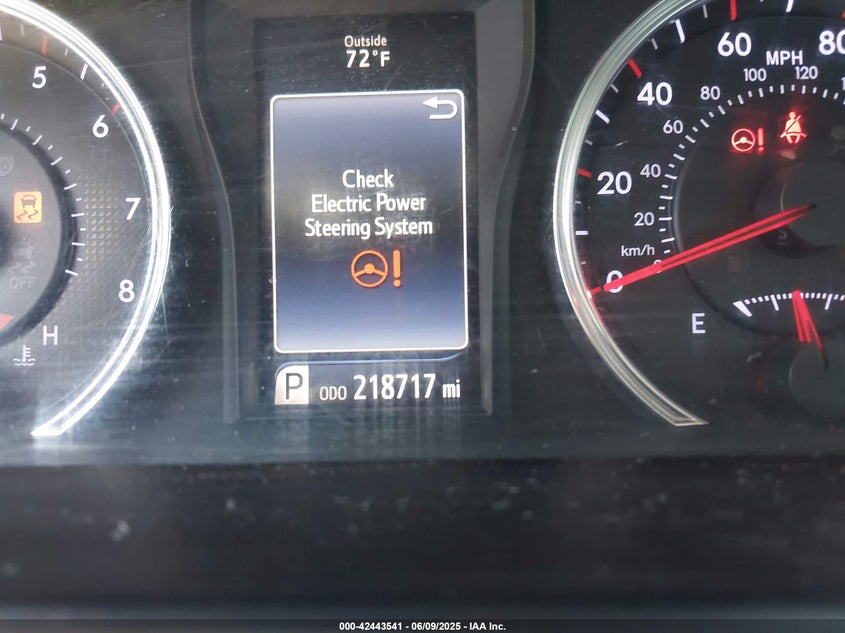 Outside
72°F
Check
Electric Power
Steering System
!
P ODO 218717 mi
5
6
7
8
H
OFF
80
60
MPH
100
120
40
80
60
20
40
20
km/h
0
E
000-42443541 - 06/09/2025 - IAA Inc.